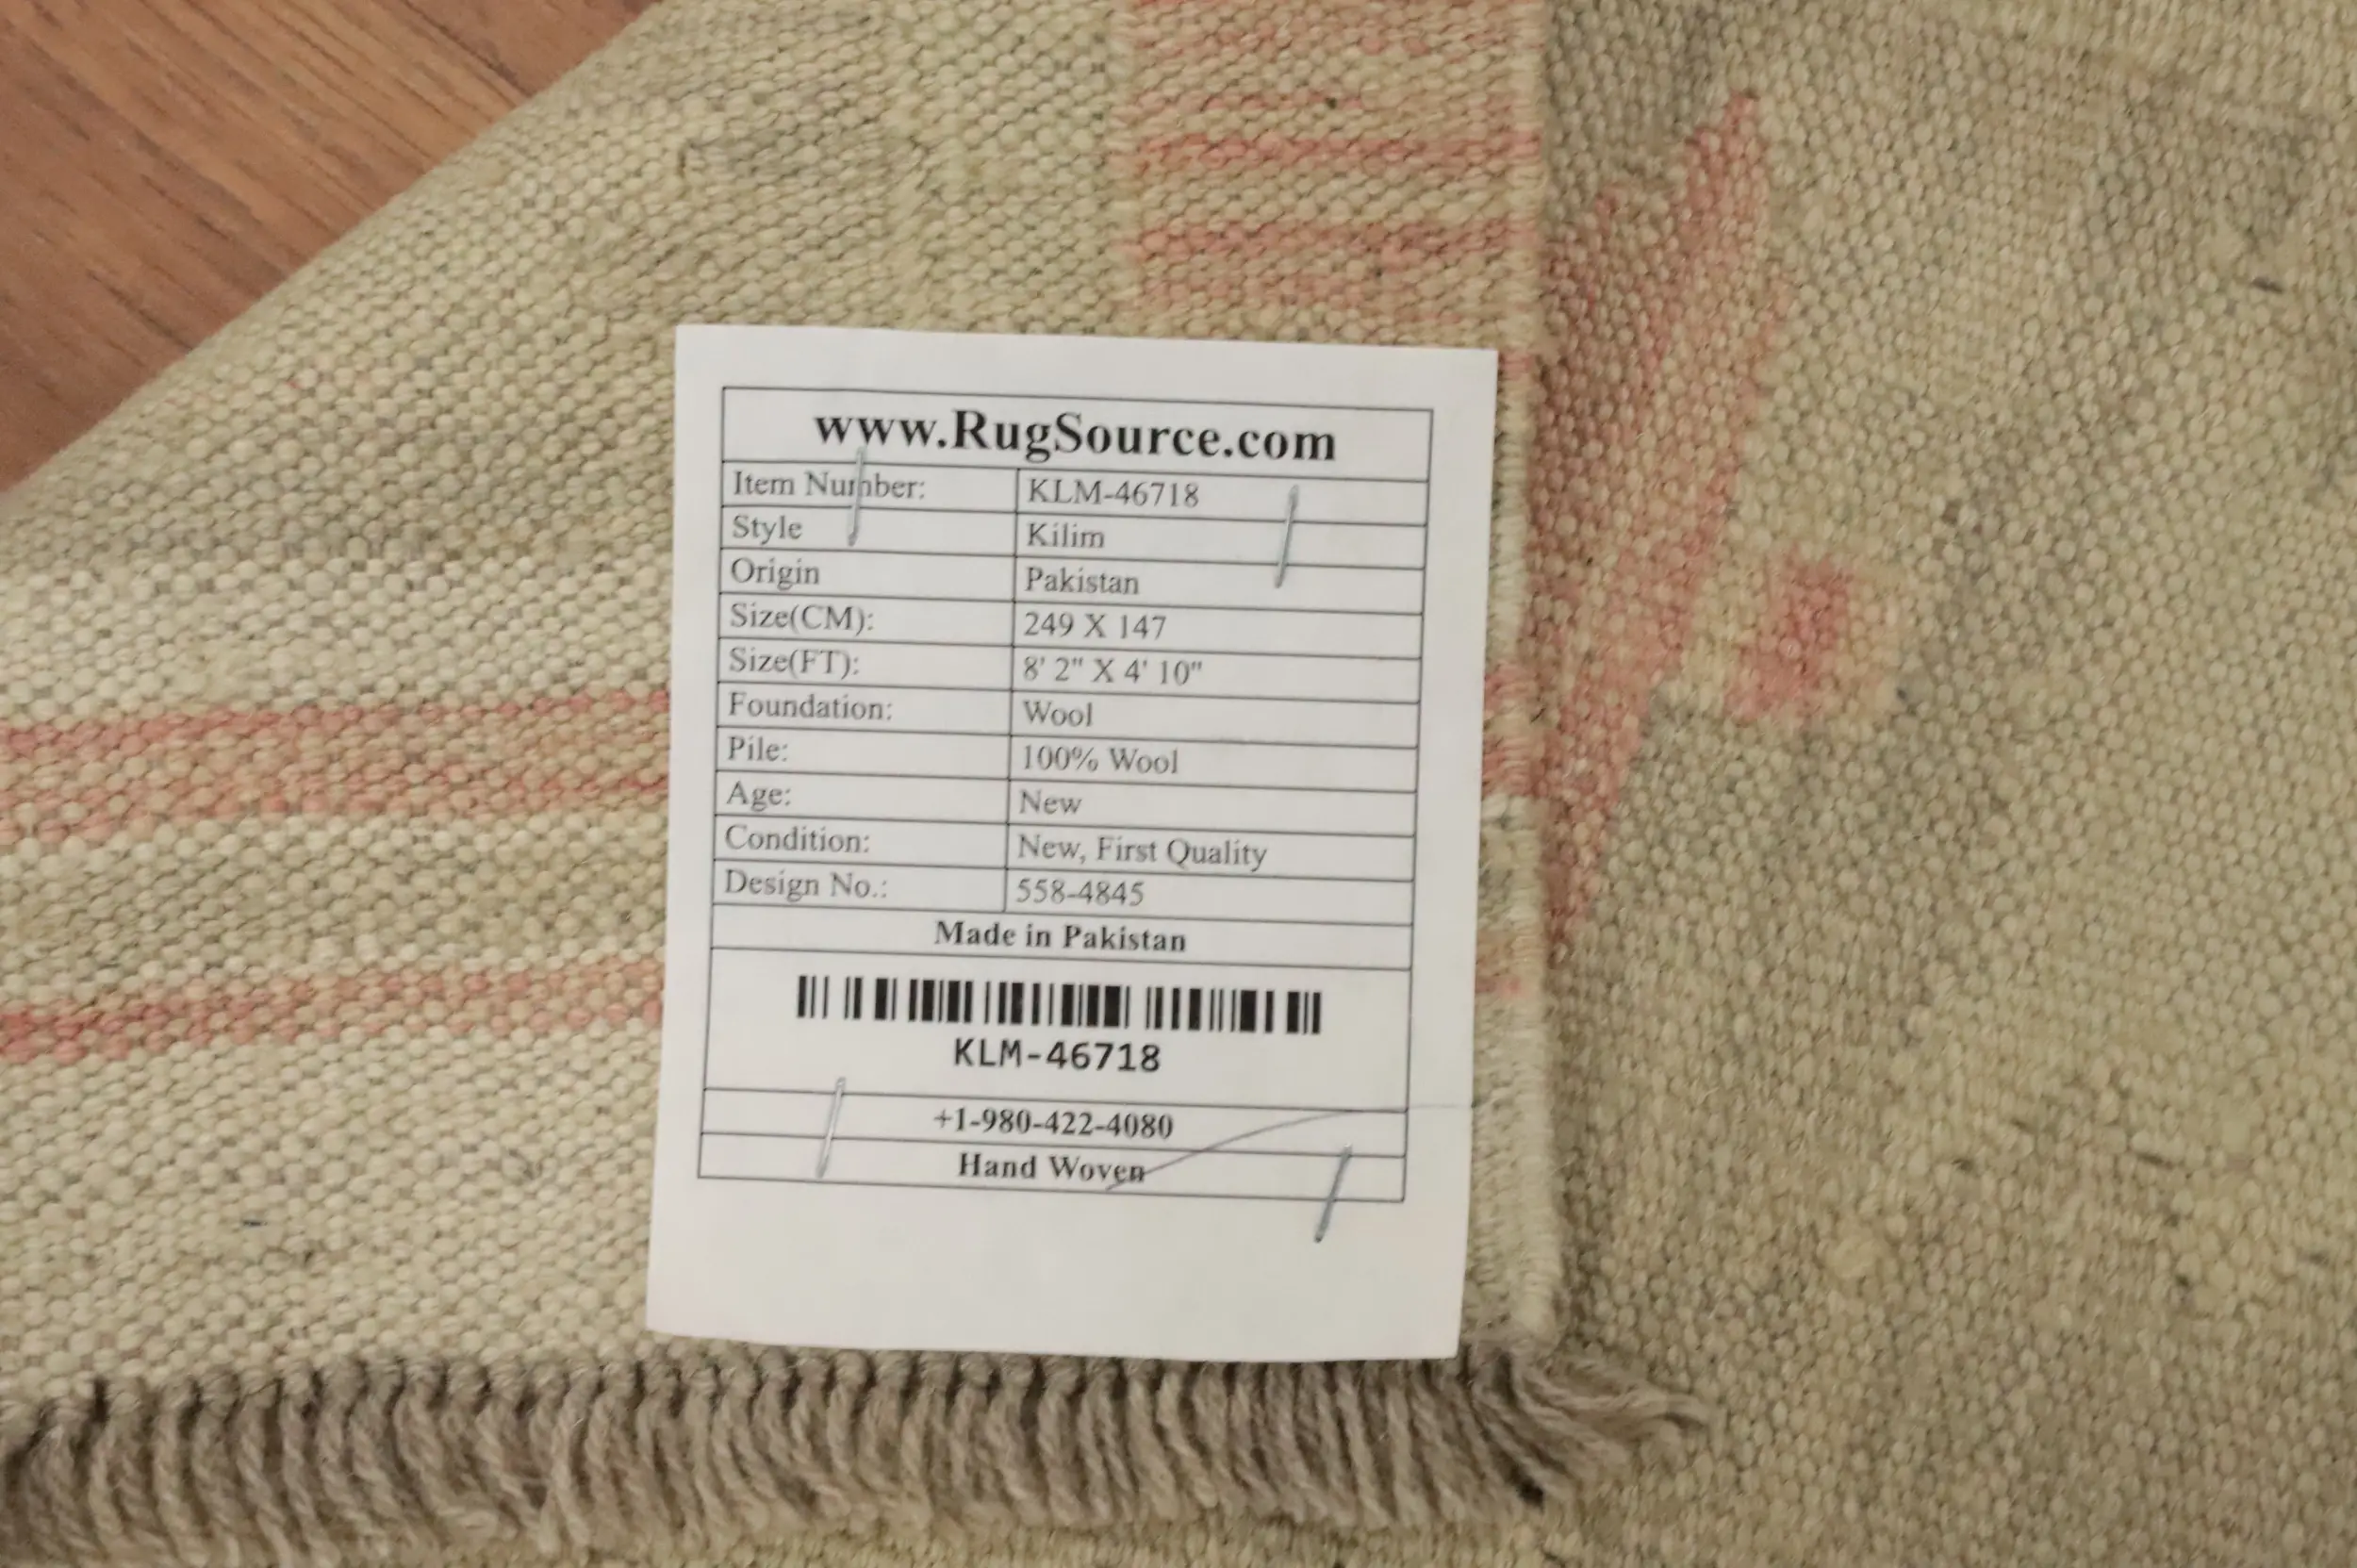 www.RugSource.com
Item Number: KLM-46718
Style Kilim
Origin Pakistan
Size(CM): 249 X 147
Size(FT): 8' 2" X 4' 10"
Foundation: Wool
Pile: 100% Wool
Age: New
Condition: New, First Quality
Design No.: 558-4845
Made in Pakistan
KLM-46718
+1-980-422-4080
Hand Woven